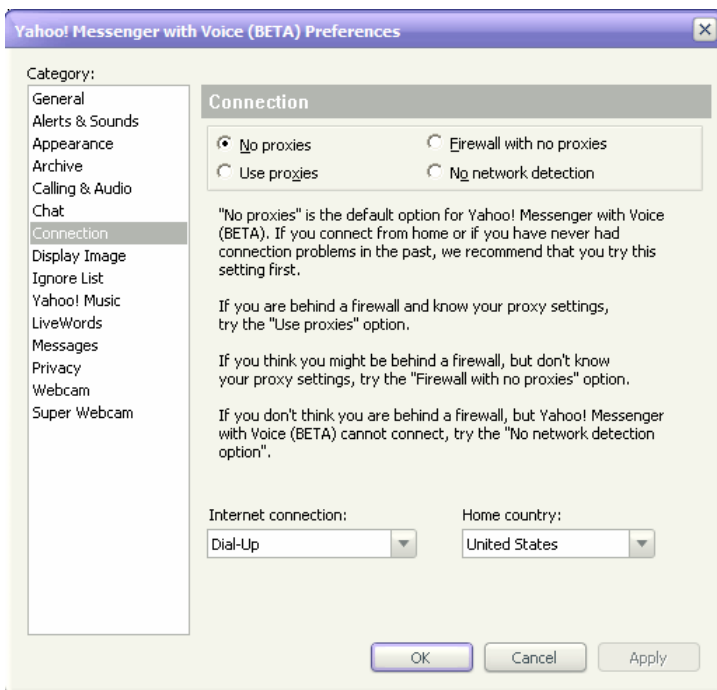 Yahoo! Messenger with Voice (BETA) Preferences
Category:
General
Alerts & Sounds
Appearance
Archive
Calling & Audio
Chat
Connection
Display Image
Ignore List
Yahoo! Music
LiveWords
Messages
Privacy
Webcam
Super Webcam
Connection
No proxies
Firewall with no proxies
Use proxies
No network detection
"No proxies" is the default option for Yahoo! Messenger with Voice
(BETA). If you connect from home or if you have never had
connection problems in the past, we recommend that you try this
setting first.
If you are behind a firewall and know your proxy settings,
try the "Use proxies" option.
If you think you might be behind a firewall, but don't know
your proxy settings, try the "Firewall with no proxies" option.
If you don't think you are behind a firewall, but Yahoo! Messenger
with Voice (BETA) cannot connect, try the "No network detection
option".
Internet connection:
Home country:
Dial-Up
United States
OK
Cancel
Apply